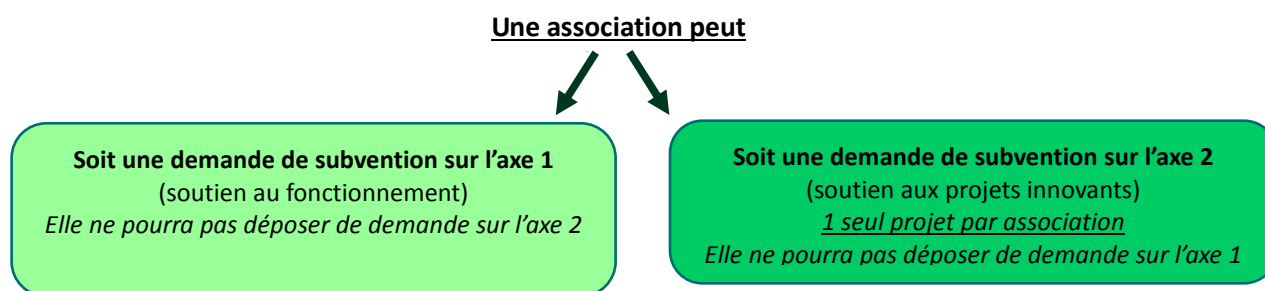 Une association peut
Soit une demande de subvention sur l’axe 1
(soutien au fonctionnement)
Elle ne pourra pas déposer de demande sur l’axe 2
Soit une demande de subvention sur l’axe 2
(soutien aux projets innovants)
1 seul projet par association
Elle ne pourra pas déposer de demande sur l’axe 1